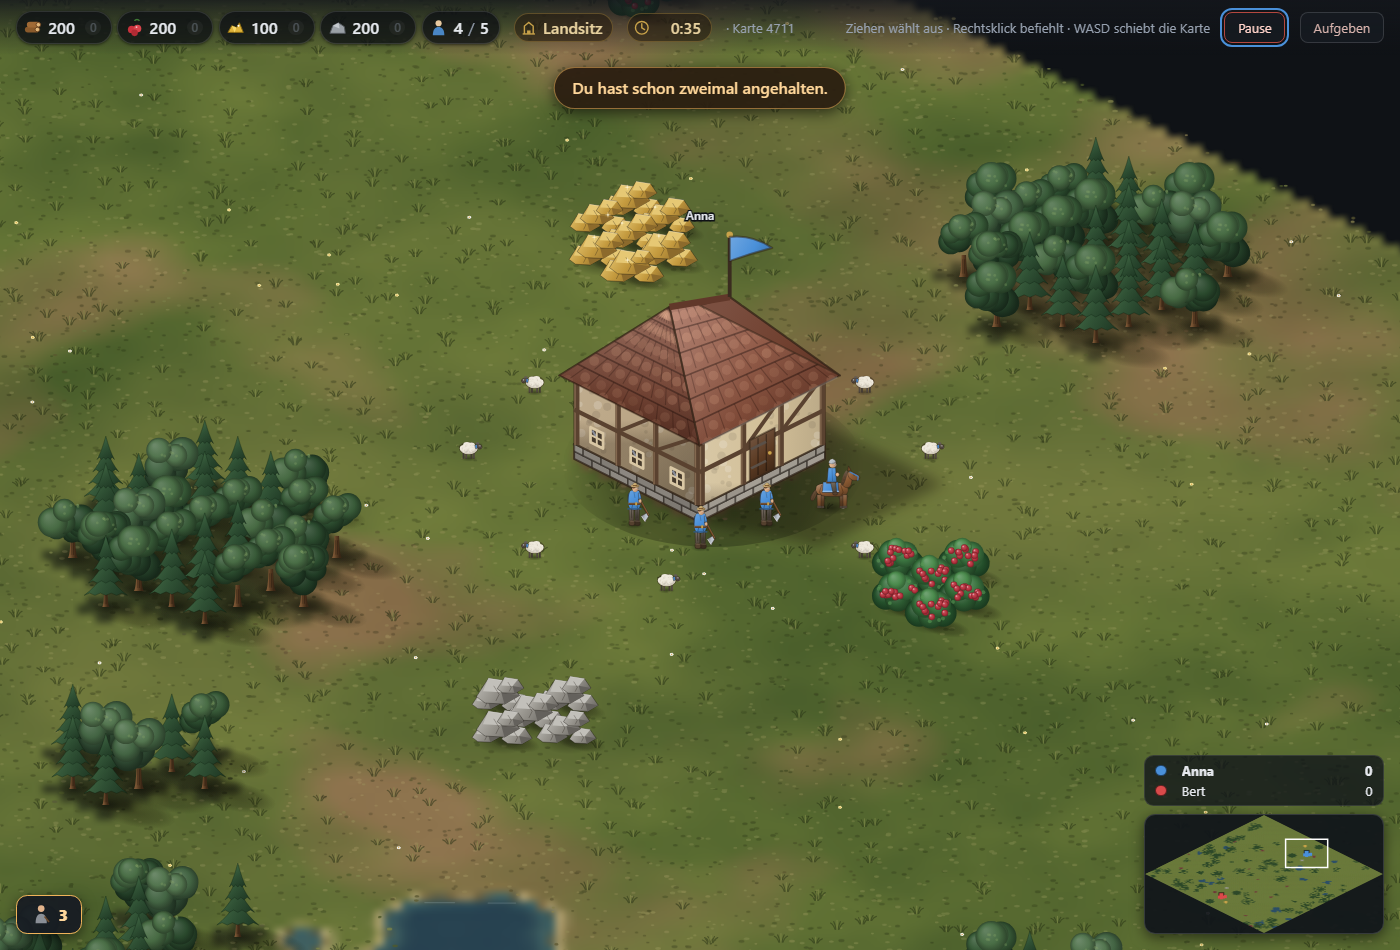 200 0 200 0 100 0 200 0 4 / 5 Landsitz 0:35 · Karte 4711 Ziehen wählt aus · Rechtsklick befiehlt · WASD schiebt die Karte Pause Aufgeben
Du hast schon zweimal angehalten.
Anna
Anna 0
Bert 0
3